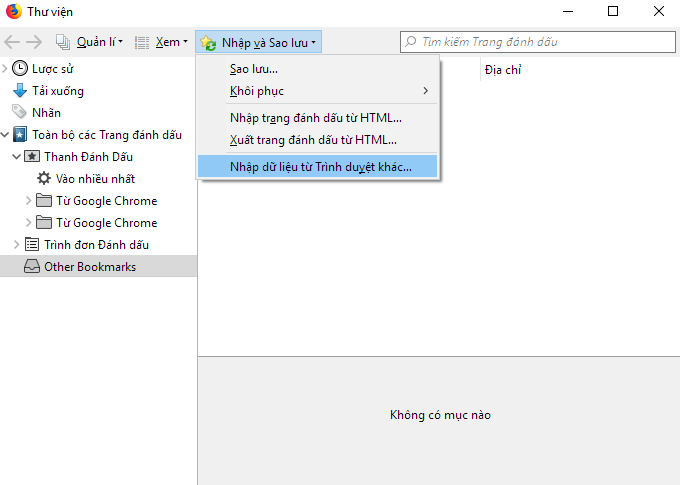 Thư viện
Quản lí
Xem
Nhập và Sao lưu
Tìm kiếm Trang đánh dấu
Lược sử
Tải xuống
Nhãn
Toàn bộ các Trang đánh dấu
Thanh Đánh Dấu
Vào nhiều nhất
Từ Google Chrome
Từ Google Chrome
Trình đơn Đánh dấu
Other Bookmarks
Sao lưu...
Khôi phục
Nhập trang đánh dấu từ HTML...
Xuất trang đánh dấu từ HTML...
Nhập dữ liệu từ Trình duyệt khác...
Địa chỉ
Không có mục nào